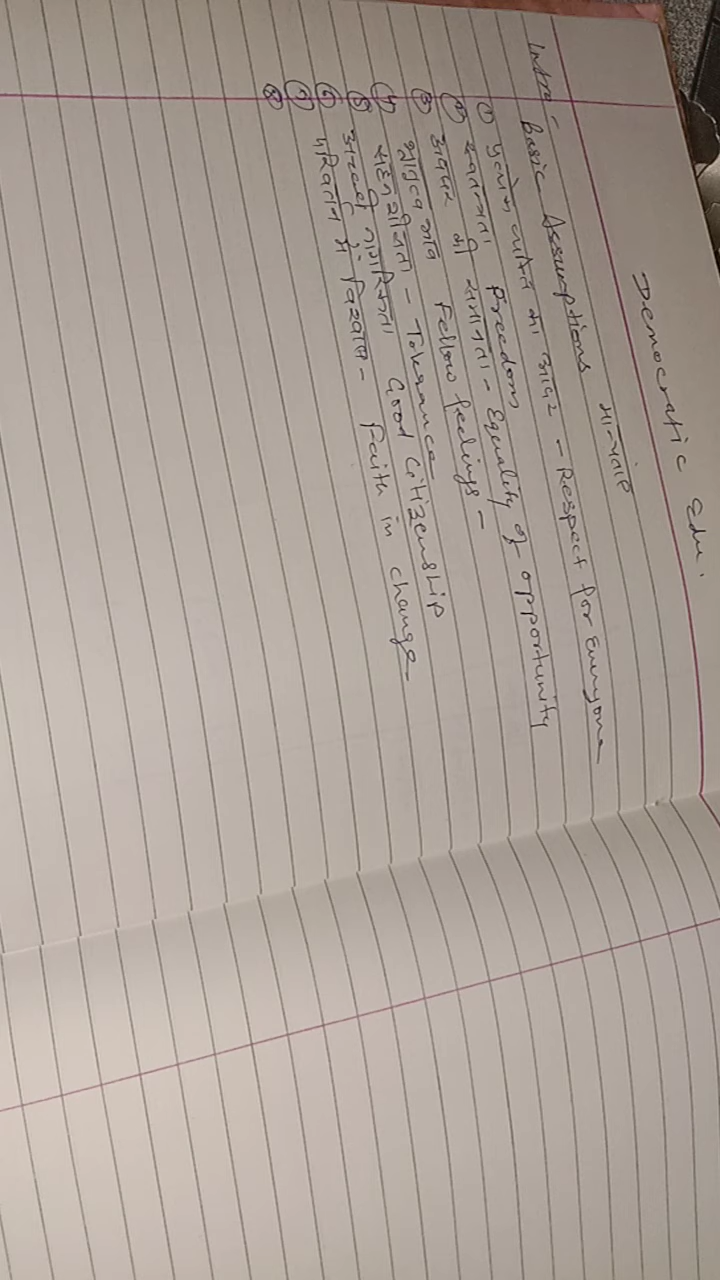 Democratic Edu.
Intro - Basic Assumptions मान्यताएं
① प्रत्येक व्यक्ति का आदर - Respect for Everyone
② स्वतन्त्रता Freedom
③ अवसर की समानता - Equality of opportunity
④ भ्रातृत्व भाव Fellow feelings -
⑤ सहनशीलता - Tolerance
⑥ अच्छी नागरिकता Good Citizenship
⑦ परिवर्तन में विश्वास - Faith in change
⑧